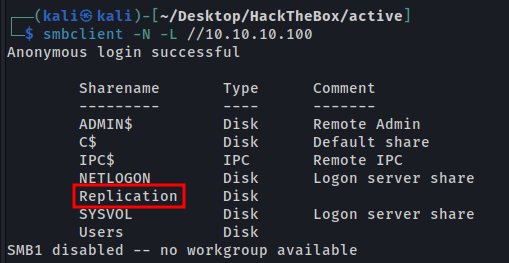 (kali㉿kali)-[~/Desktop/HackTheBox/active]
$ smbclient -N -L //10.10.10.100
Anonymous login successful
Sharename Type Comment
--------- ---- -------
ADMIN$ Disk Remote Admin
C$ Disk Default share
IPC$ IPC Remote IPC
NETLOGON Disk Logon server share
Replication Disk
SYSVOL Disk Logon server share
Users Disk
SMB1 disabled -- no workgroup available